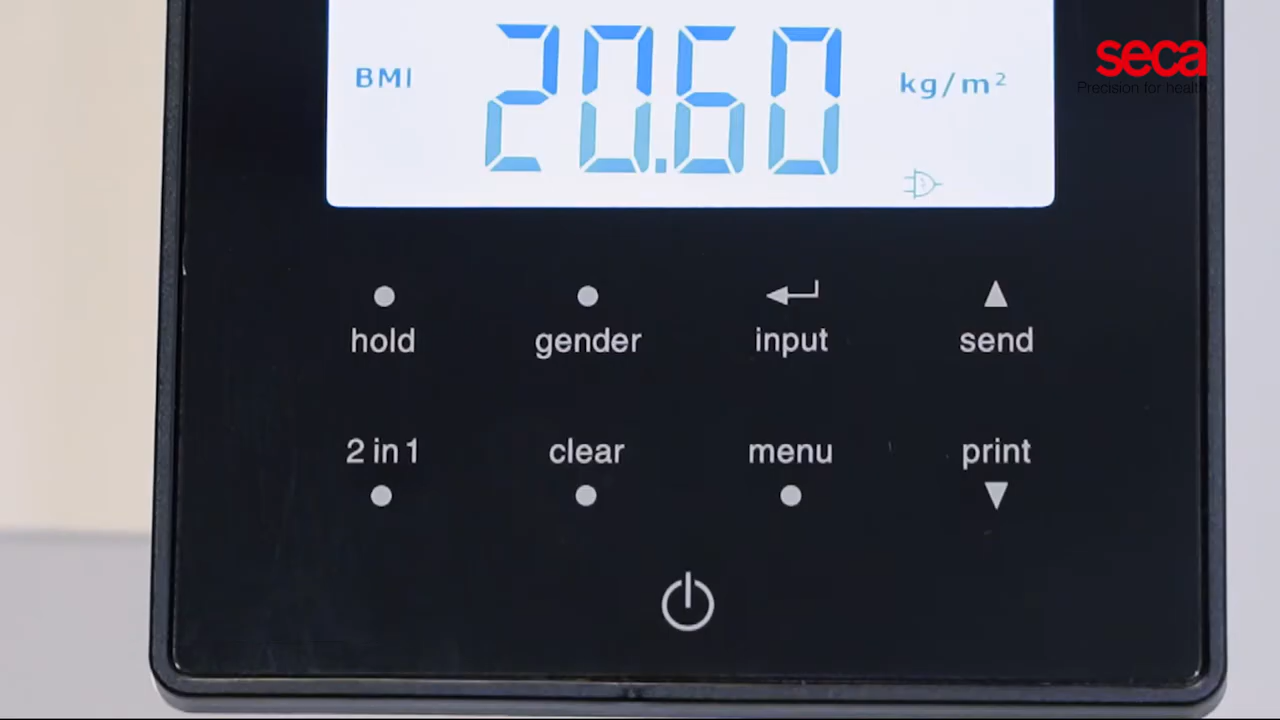 BMI 20.60 kg/m²
seca
Precision for health
hold gender input send
2 in 1 clear menu print